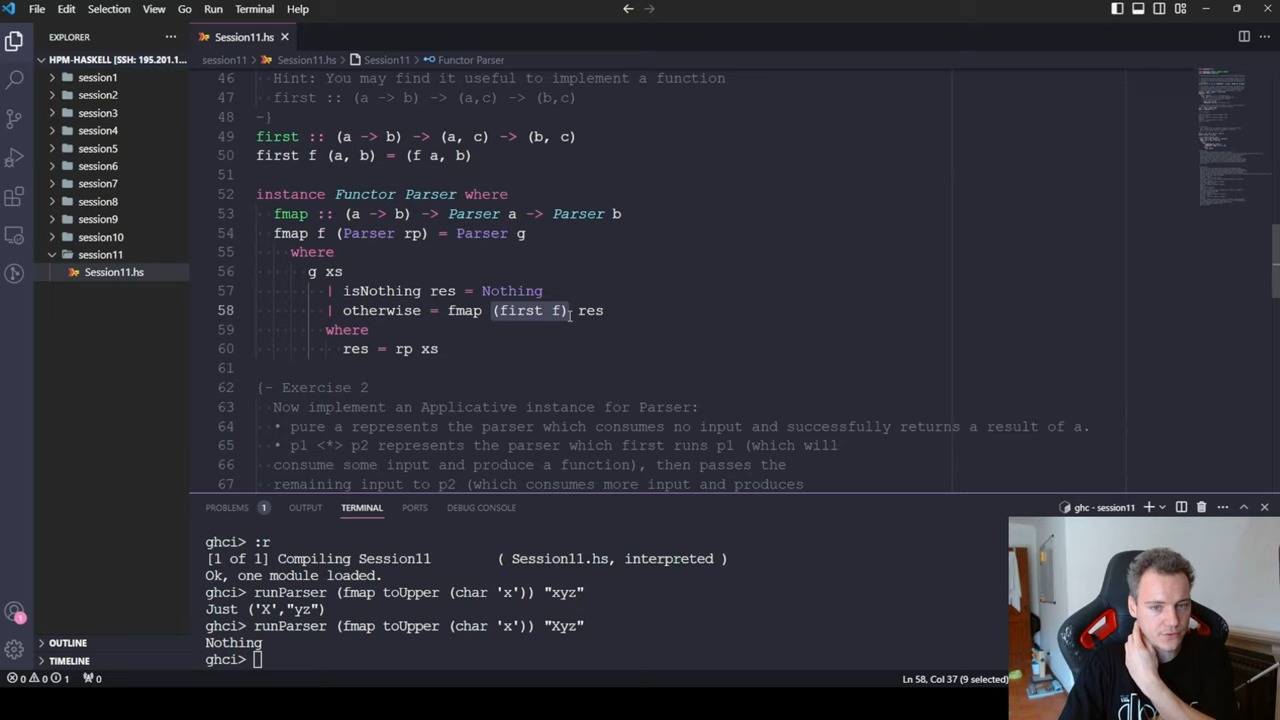 File Edit View Go Run Terminal Help
EXPLORER
Session11.hs
HPM-HASKELL [SSH: 195.201.1...
session1
session2
session3
session4
session5
session6
session7
session8
session9
session10
session11
Session11.hs
OUTLINE
TIMELINE
session11 > Session11.hs > Session11 > Functor Parser
46 Hint: You may find it useful to implement a function
47 first :: (a -> b) -> (a,c) -> (b,c)
48 -}
49 first :: (a -> b) -> (a, c) -> (b, c)
50 first f (a, b) = (f a, b)
51
52 instance Functor Parser where
53 fmap :: (a -> b) -> Parser a -> Parser b
54 fmap f (Parser rp) = Parser g
55 where
56 g xs
57 | isNothing res = Nothing
58 | otherwise = fmap (first f) res
59 where
60 res = rp xs
61
62 {- Exercise 2
63 Now implement an Applicative instance for Parser:
64 • pure a represents the parser which consumes no input and successfully returns a result of a.
65 • p1 <*> p2 represents the parser which first runs p1 (which will
66 consume some input and produce a function), then passes the
67 remaining input to p2 (which consumes more input and produces
PROBLEMS 1 OUTPUT TERMINAL PORTS DEBUG CONSOLE
ghc - session11
ghci> :r
[1 of 1] Compiling Session11 ( Session11.hs, interpreted )
Ok, one module loaded.
ghci> runParser (fmap toUpper (char 'x')) "xyz"
Just ('X',"yz")
ghci> runParser (fmap toUpper (char 'x')) "Xyz"
Nothing
ghci>
1
0 0 1 0
Ln 58, Col 37 (9 selected)